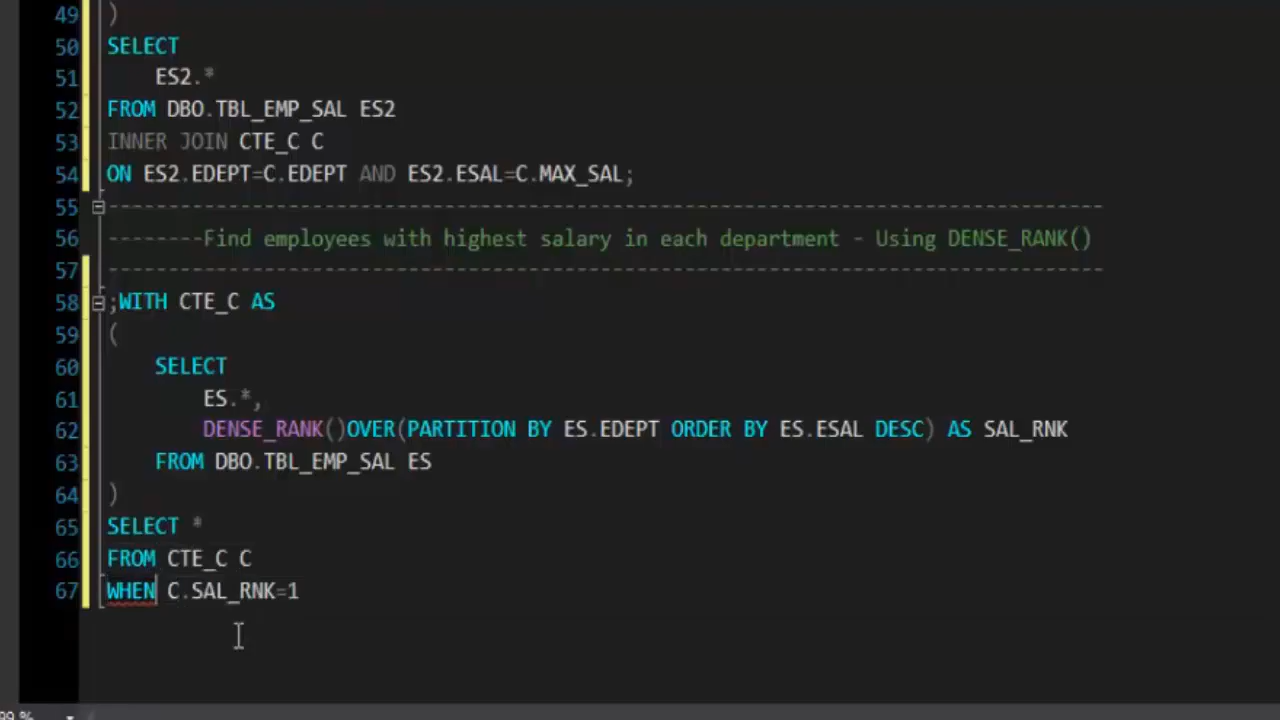 49 )
50 SELECT
51 ES2.*
52 FROM DBO.TBL_EMP_SAL ES2
53 INNER JOIN CTE_C C
54 ON ES2.EDEPT=C.EDEPT AND ES2.ESAL=C.MAX_SAL;
55 -----------------------------------------------------------------------------------
56 --------Find employees with highest salary in each department - Using DENSE_RANK()
57 -----------------------------------------------------------------------------------
58 ;WITH CTE_C AS
59 (
60 SELECT
61 ES.*,
62 DENSE_RANK()OVER(PARTITION BY ES.EDEPT ORDER BY ES.ESAL DESC) AS SAL_RNK
63 FROM DBO.TBL_EMP_SAL ES
64 )
65 SELECT *
66 FROM CTE_C C
67 WHEN C.SAL_RNK=1